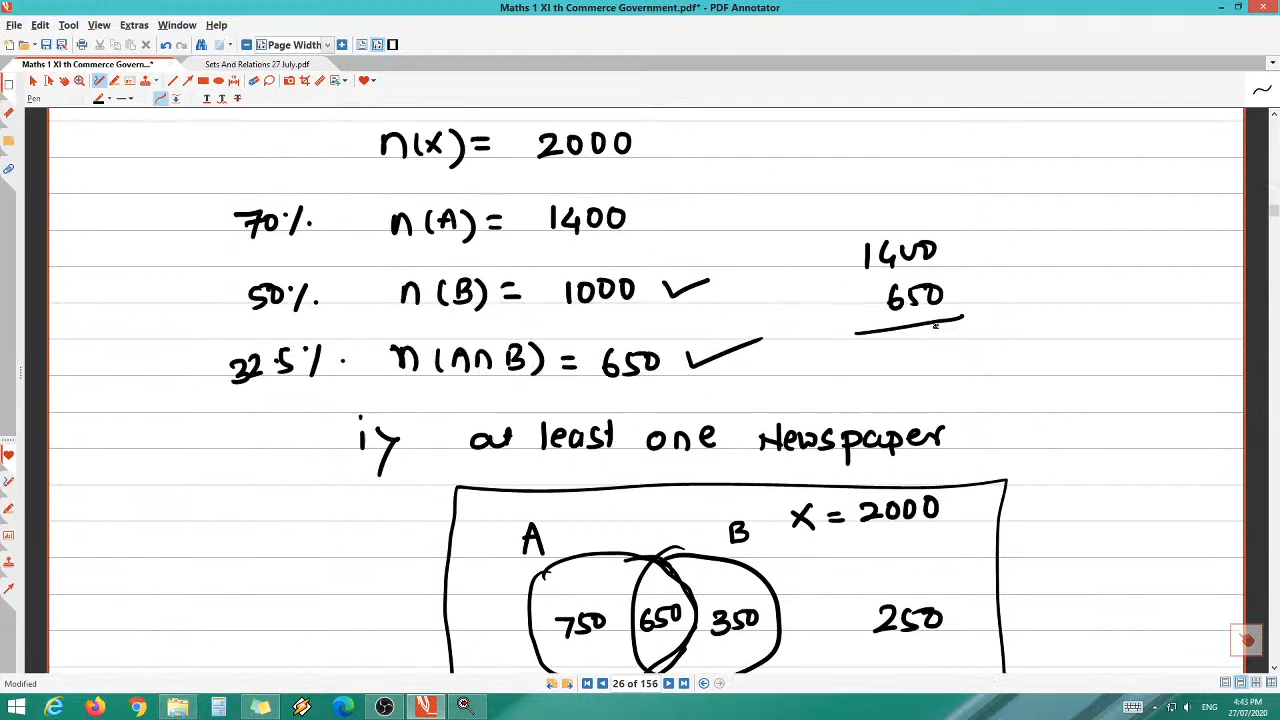 Maths 1 XI th Commerce Government.pdf* - PDF Annotator
File Edit Tool View Extras Window Help
Page Width
Maths 1 XI th Commerce Govern...* Sets And Relations 27 July.pdf
Pen
n(X) = 2000
70% n(A) = 1400
50% n(B) = 1000
32.5% n(A∩B) = 650
1400
650
i> at least one Newspaper
A B X = 2000
750 650 350 250
Modified 26 of 156
ENG 4:43 PM
27/07/2020